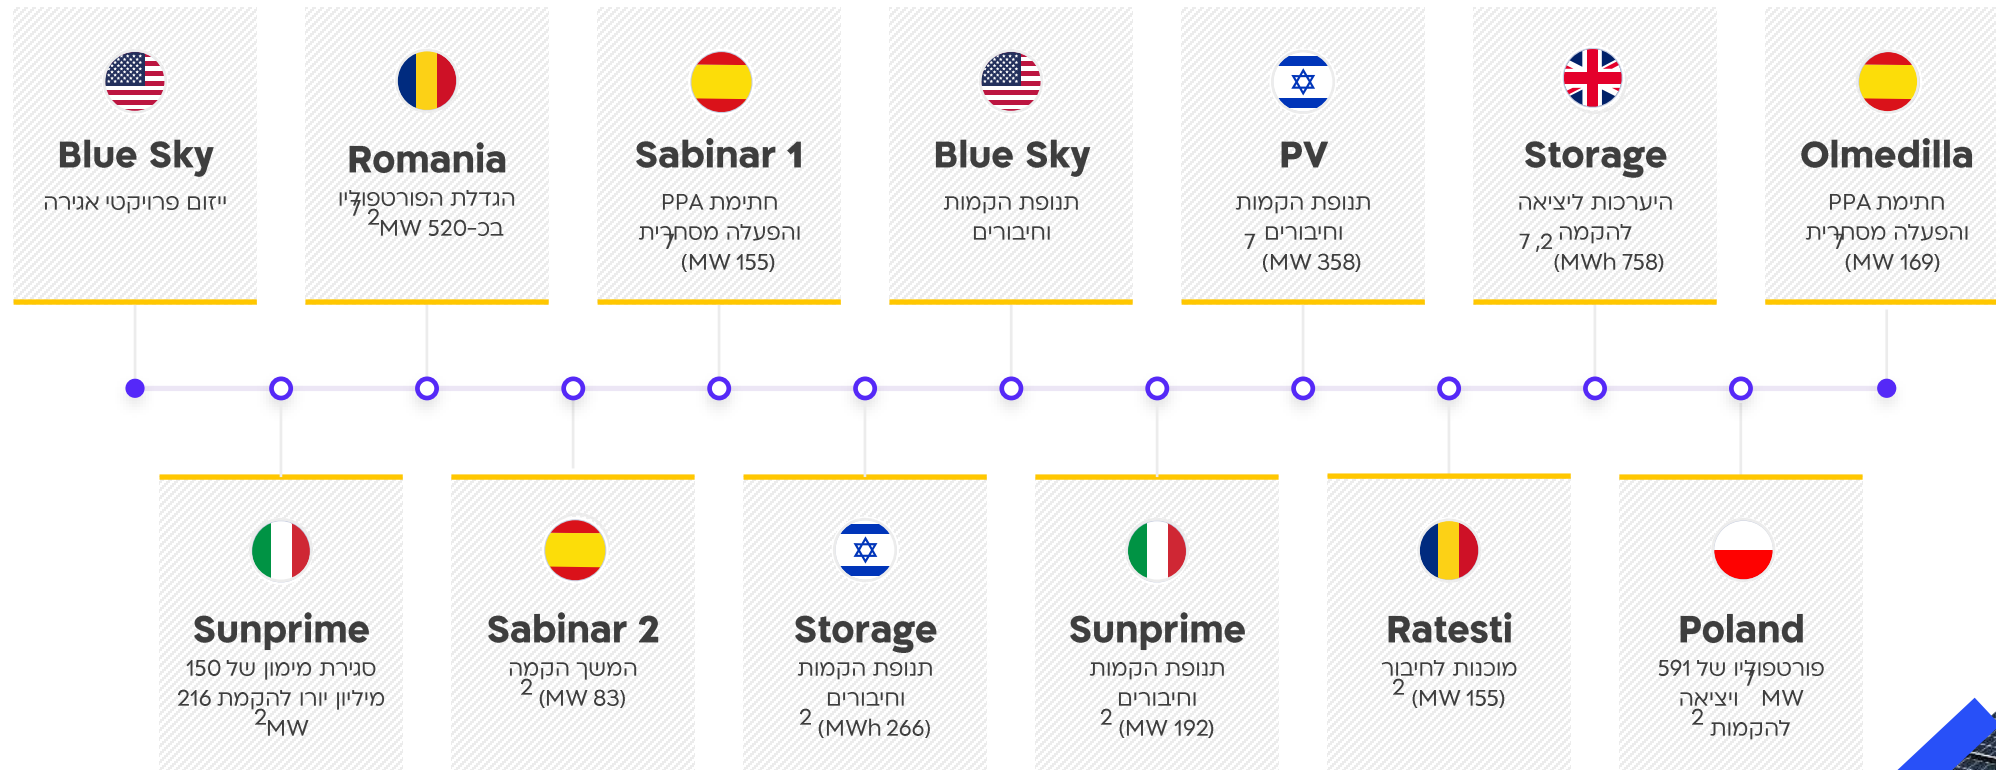 Olmedilla
חתימת PPA
והפעלה מסחרית
(169 MW) 7
Storage
היערכות ליציאה
להקמה
(758 MWh) 2, 7
PV
תנופת הקמות
וחיבורים
(358 MW) 7
Blue Sky
תנופת הקמות
וחיבורים
Sabinar 1
חתימת PPA
והפעלה מסחרית
(155 MW) 7
Romania
הגדלת הפורטפוליו
בכ-520 MW 2 7
Blue Sky
ייזום פרויקטי אגירה
Poland
פורטפוליו של 591
MW 7 ויציאה
להקמות 2
Ratesti
מוכנות לחיבור
(155 MW) 2
Sunprime
תנופת הקמות
וחיבורים
(192 MW) 2
Storage
תנופת הקמות
וחיבורים
(266 MWh) 2
Sabinar 2
המשך הקמה
(83 MW) 2
Sunprime
סגירת מימון של 150
מיליון יורו להקמת 216
MW 2